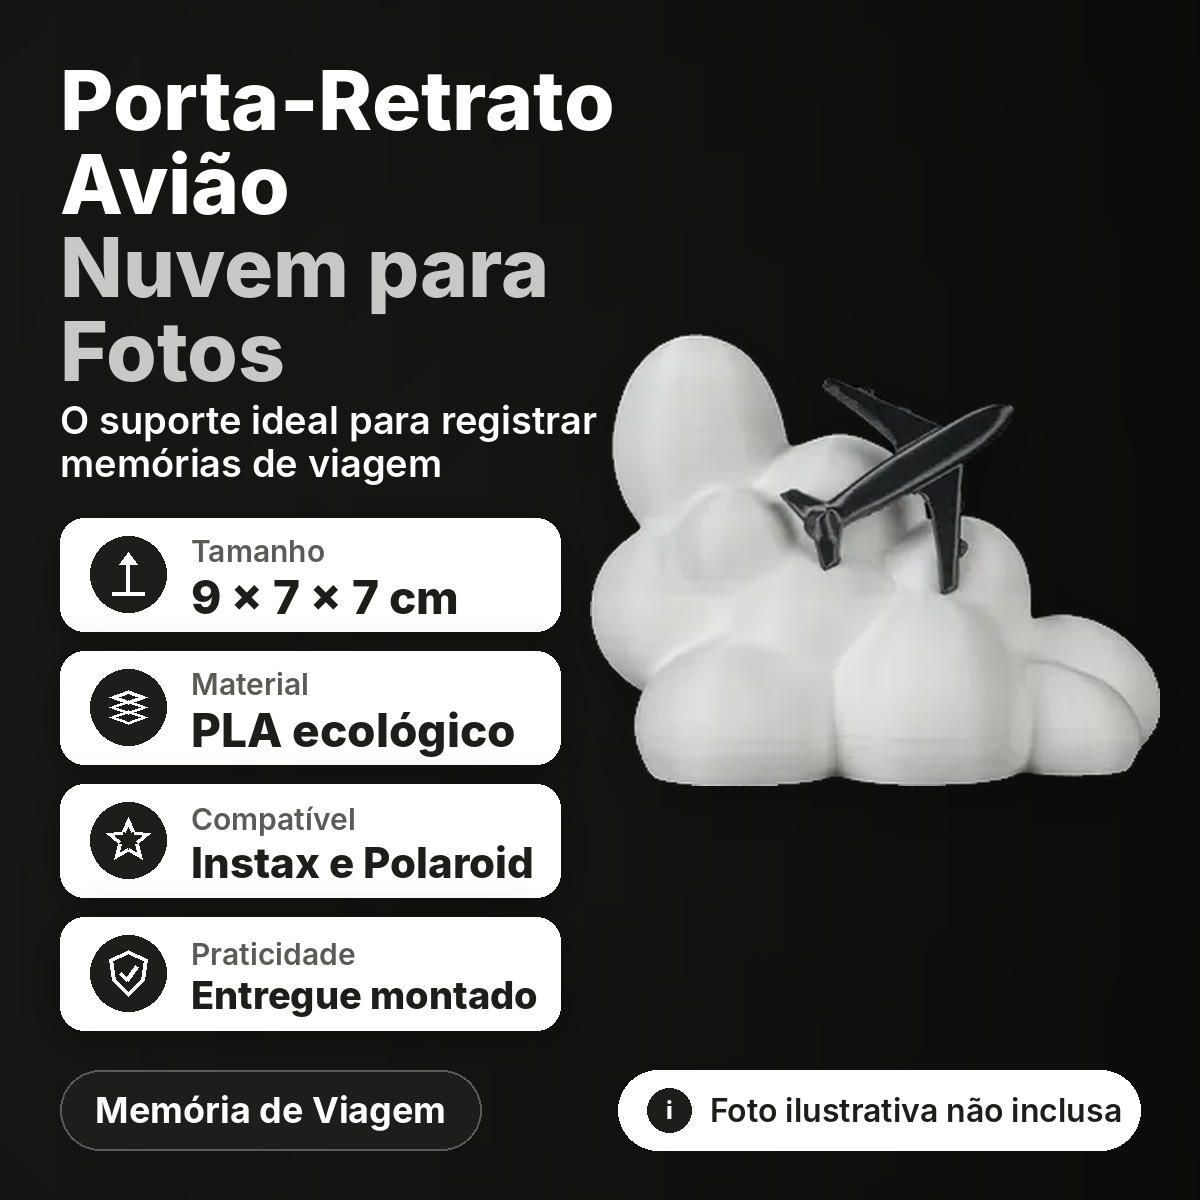 Porta-Retrato
Avião
Nuvem para
Fotos
O suporte ideal para registrar
memórias de viagem
Tamanho
9 × 7 × 7 cm
Material
PLA ecológico
Compatível
Instax e Polaroid
Praticidade
Entregue montado
Memória de Viagem
i Foto ilustrativa não inclusa